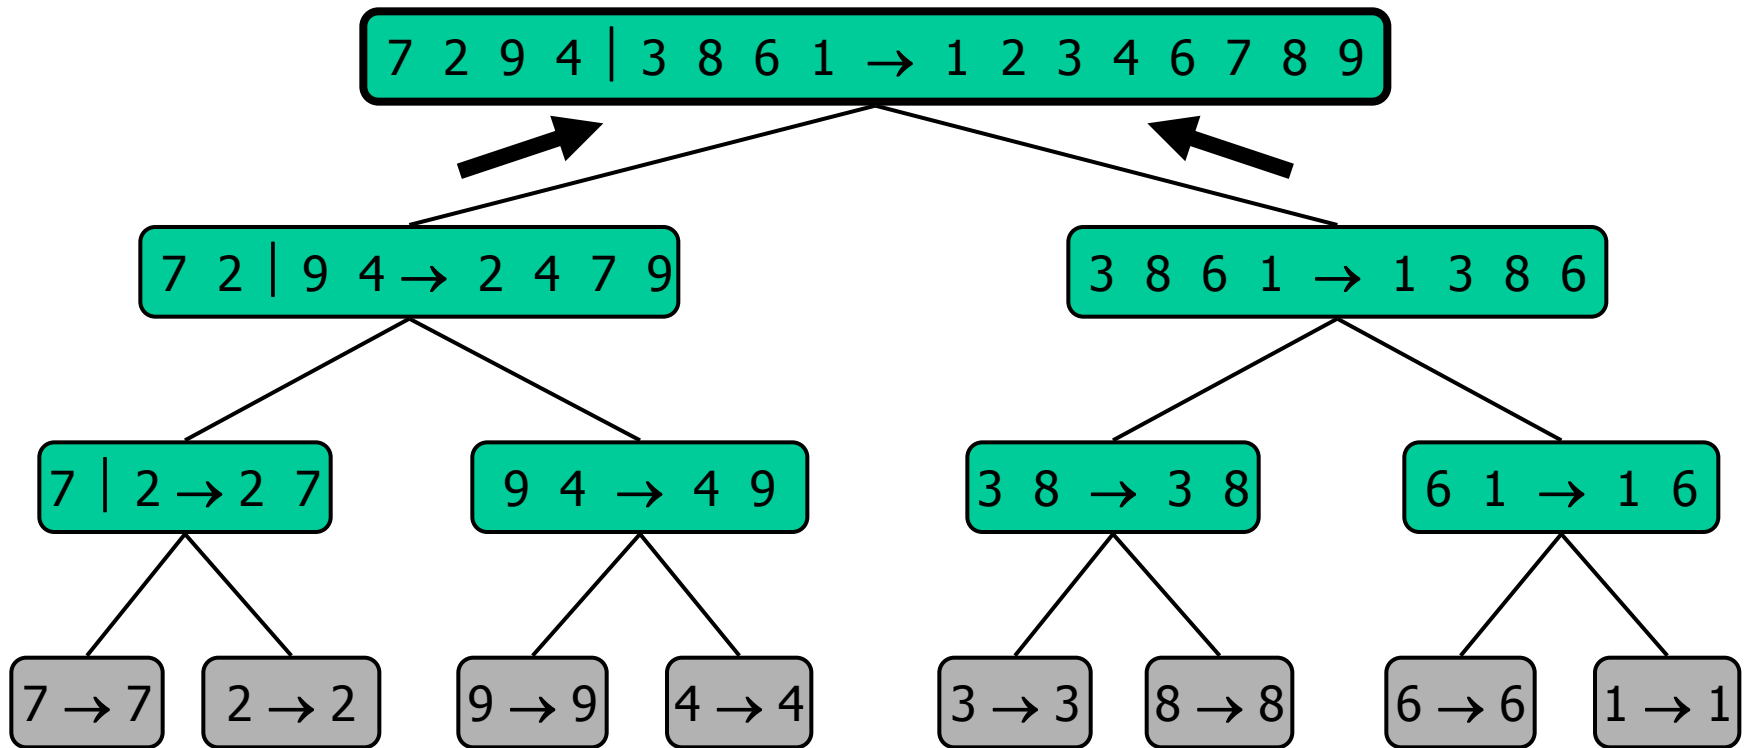 7 2 9 4 | 3 8 6 1 → 1 2 3 4 6 7 8 9
7 2 | 9 4 → 2 4 7 9
3 8 6 1 → 1 3 8 6
7 | 2 → 2 7
9 4 → 4 9
3 8 → 3 8
6 1 → 1 6
7 → 7
2 → 2
9 → 9
4 → 4
3 → 3
8 → 8
6 → 6
1 → 1